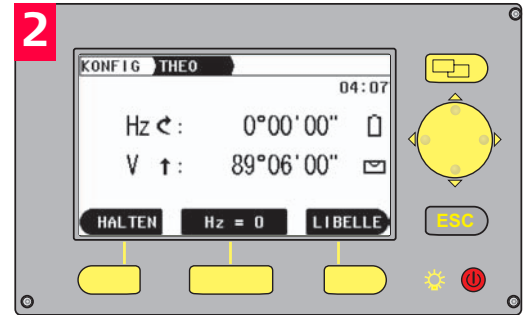 2
KONFIG THEO
04:07
Hz : 0°00'00"
V : 89°06'00"
HALTEN Hz = 0 LIBELLE
ESC